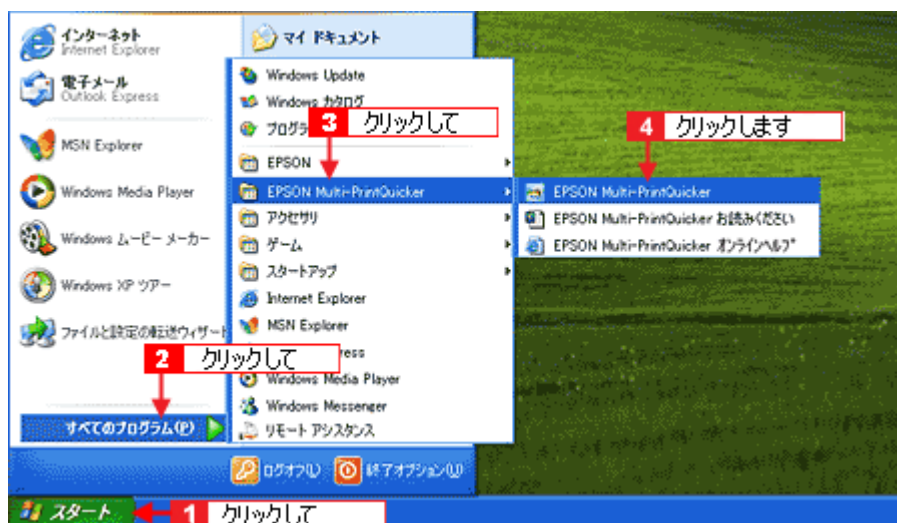 インターネット
Internet Explorer
電子メール
Outlook Express
MSN Explorer
Windows Media Player
Windows ムービー メーカー
Windows XP ツアー
ファイルと設定の転送ウィザード
2 クリックして
すべてのプログラム(P)
マイ ドキュメント
Windows Update
Windows カタログ
プログラ
3 クリックして
EPSON
EPSON Multi-PrintQuicker
アクセサリ
ゲーム
スタートアップ
Internet Explorer
MSN Explorer
ress
Windows Media Player
Windows Messenger
リモート アシスタンス
4 クリックします
EPSON Multi-PrintQuicker
EPSON Multi-PrintQuicker お読みください
EPSON Multi-PrintQuicker オンラインヘルプ
ログオフ(L)
終了オプション(U)
スタート
1 クリックして